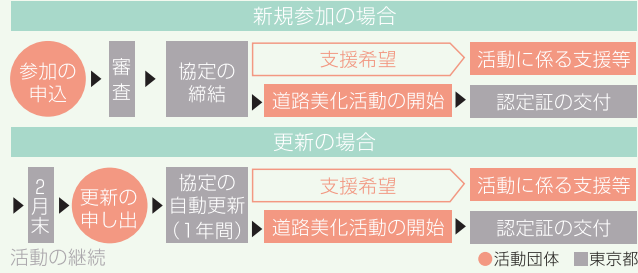 新規参加の場合
参加の
申込
審
査
協定の
締結
支援希望
道路美化活動の開始
活動に係る支援等
認定証の交付
更新の場合
2
月
末
更新の
申し出
協定の
自動更新
（1年間）
支援希望
道路美化活動の開始
活動に係る支援等
認定証の交付
活動の継続
活動団体
東京都